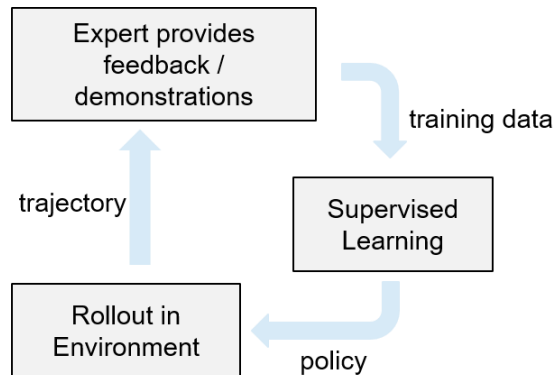 Expert provides
feedback /
demonstrations
training data
trajectory
Supervised
Learning
Rollout in
Environment
policy